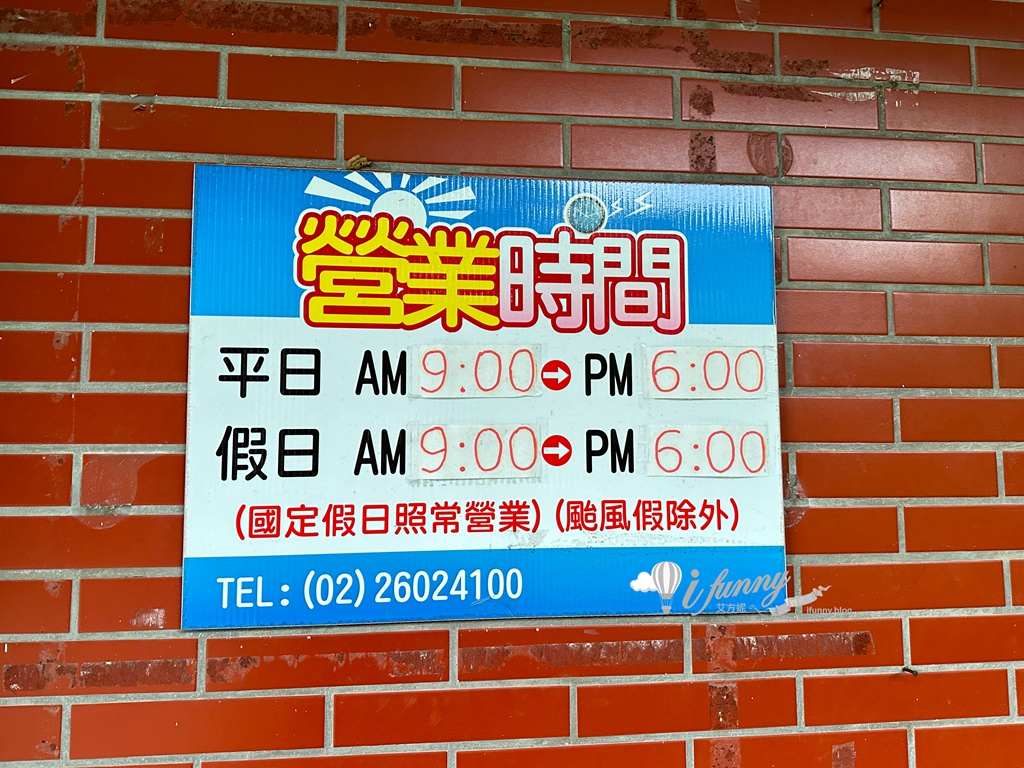 營業時間
平日 AM 9:00 ➡ PM 6:00
假日 AM 9:00 ➡ PM 6:00
(國定假日照常營業) (颱風假除外)
TEL: (02) 26024100
i funny
艾方妮
ifunny.blog